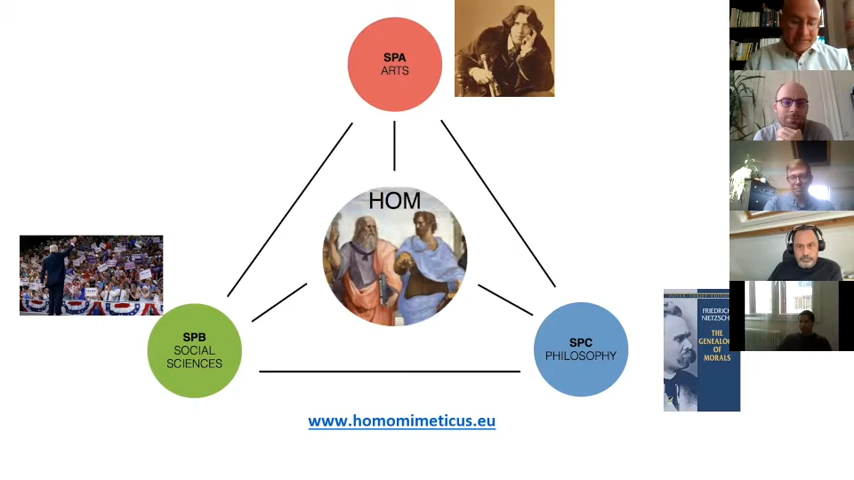 SPA
ARTS
HOM
SPB
SOCIAL
SCIENCES
SPC
PHILOSOPHY
FRIEDRICH
NIETZSCHE
THE
GENEALOGY
OF
MORALS
www.homomimeticus.eu